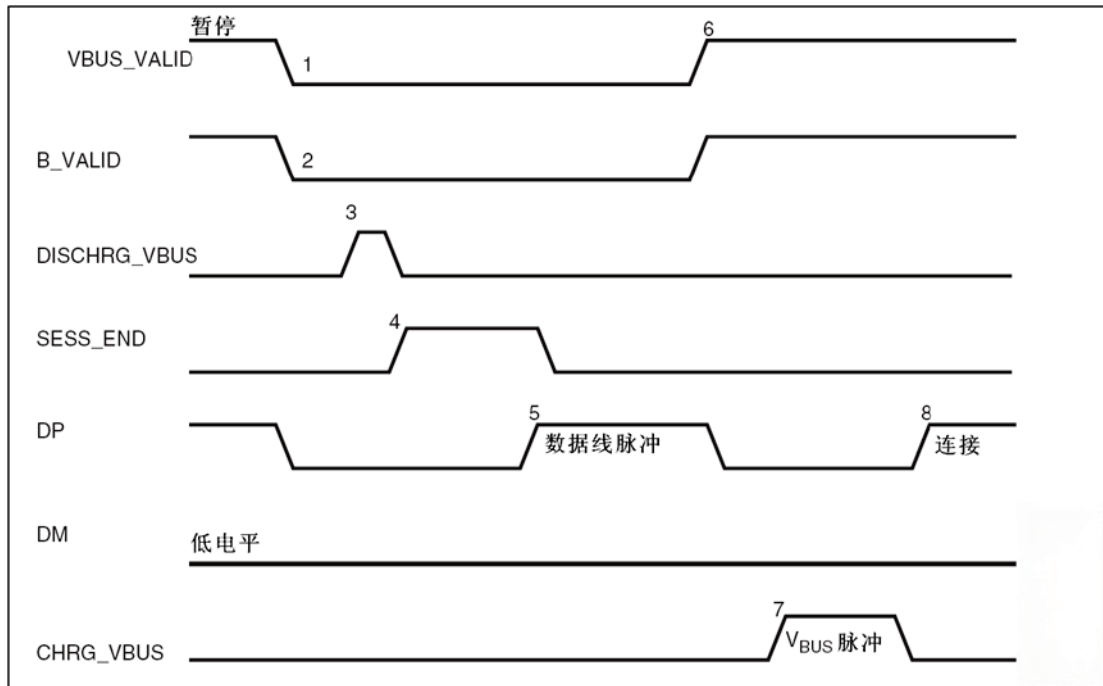 暂停
6
VBUS_VALID
1
B_VALID
2
3
DISCHRG_VBUS
4
SESS_END
DP
5
数据线脉冲
8
连接
DM
低电平
7
CHRG_VBUS
VBUS 脉冲